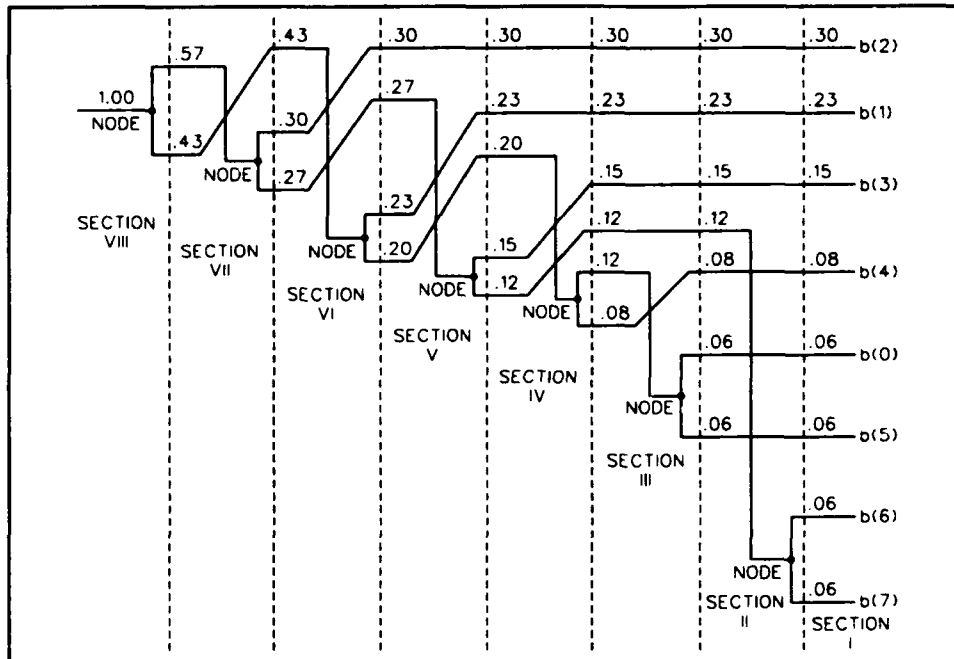 .43 .30 .30 .30 .30 .30 b(2)
.57
1.00 .27 .23 .23 .23 .23 b(1)
NODE .30
.43 .20 .15 .15 .15 b(3)
NODE .27
.23 .12 .12
SECTION
VIII
NODE .20 .15 .12 .08 .08 b(4)
SECTION
VII
NODE .12
SECTION
VI
NODE .08
SECTION
V
.06 .06 b(0)
SECTION
IV
NODE
.06 .06 b(5)
SECTION
III
.06 b(6)
NODE
.06 b(7)
SECTION
II
SECTION
I